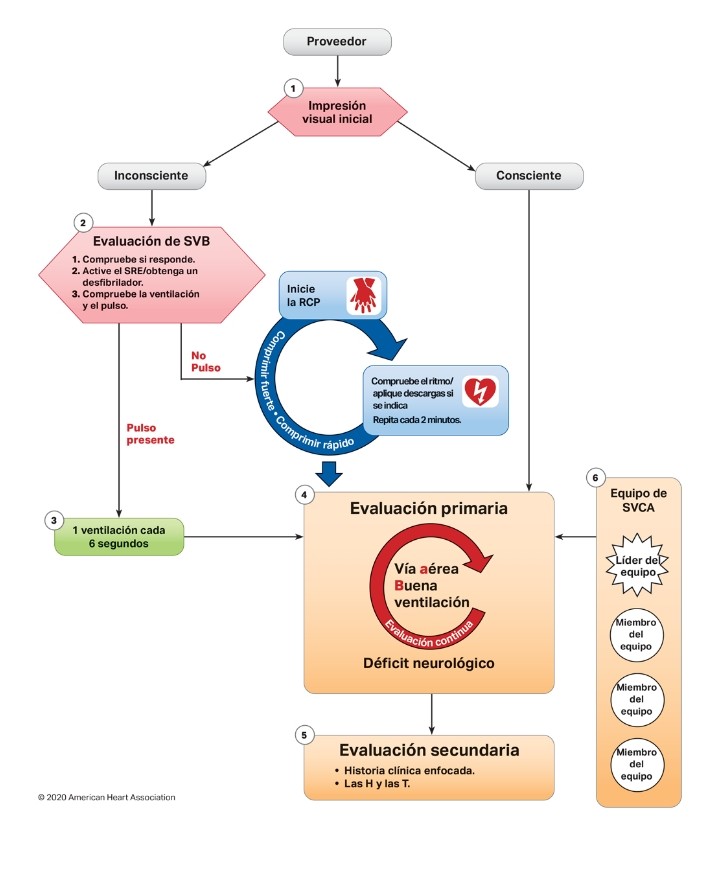 Proveedor
1
Impresión
visual inicial
Inconsciente
Consciente
2
Evaluación de SVB
1. Compruebe si responde.
2. Active el SRE/obtenga un
desfibrilador.
3. Compruebe la ventilación
y el pulso.
Inicie
la RCP
No
Pulso
Comprimir fuerte • Comprimir rápido
Compruebe el ritmo/
aplique descargas si
se indica
Repita cada 2 minutos.
Pulso
presente
3
1 ventilación cada
6 segundos
4
Evaluación primaria
Vía aérea
Buena
ventilación
Evaluación continua
Déficit neurológico
5
Evaluación secundaria
• Historia clínica enfocada.
• Las H y las T.
6
Equipo de
SVCA
Líder del
equipo
Miembro
del
equipo
Miembro
del
equipo
Miembro
del
equipo
© 2020 American Heart Association